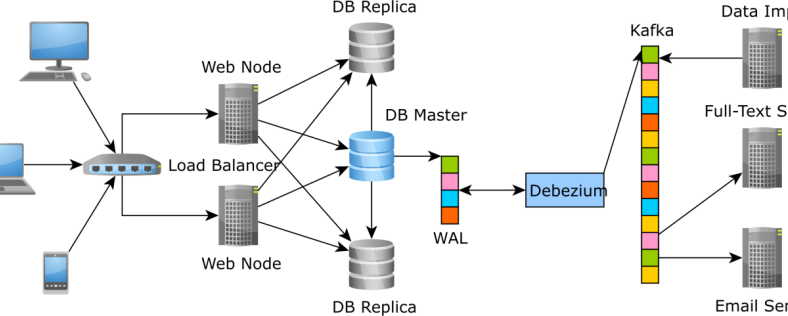 DB Replica
Data Imp
Kafka
Web Node
DB Master
Full-Text S
Load Balancer
Debezium
WAL
Web Node
DB Replica
Email Ser